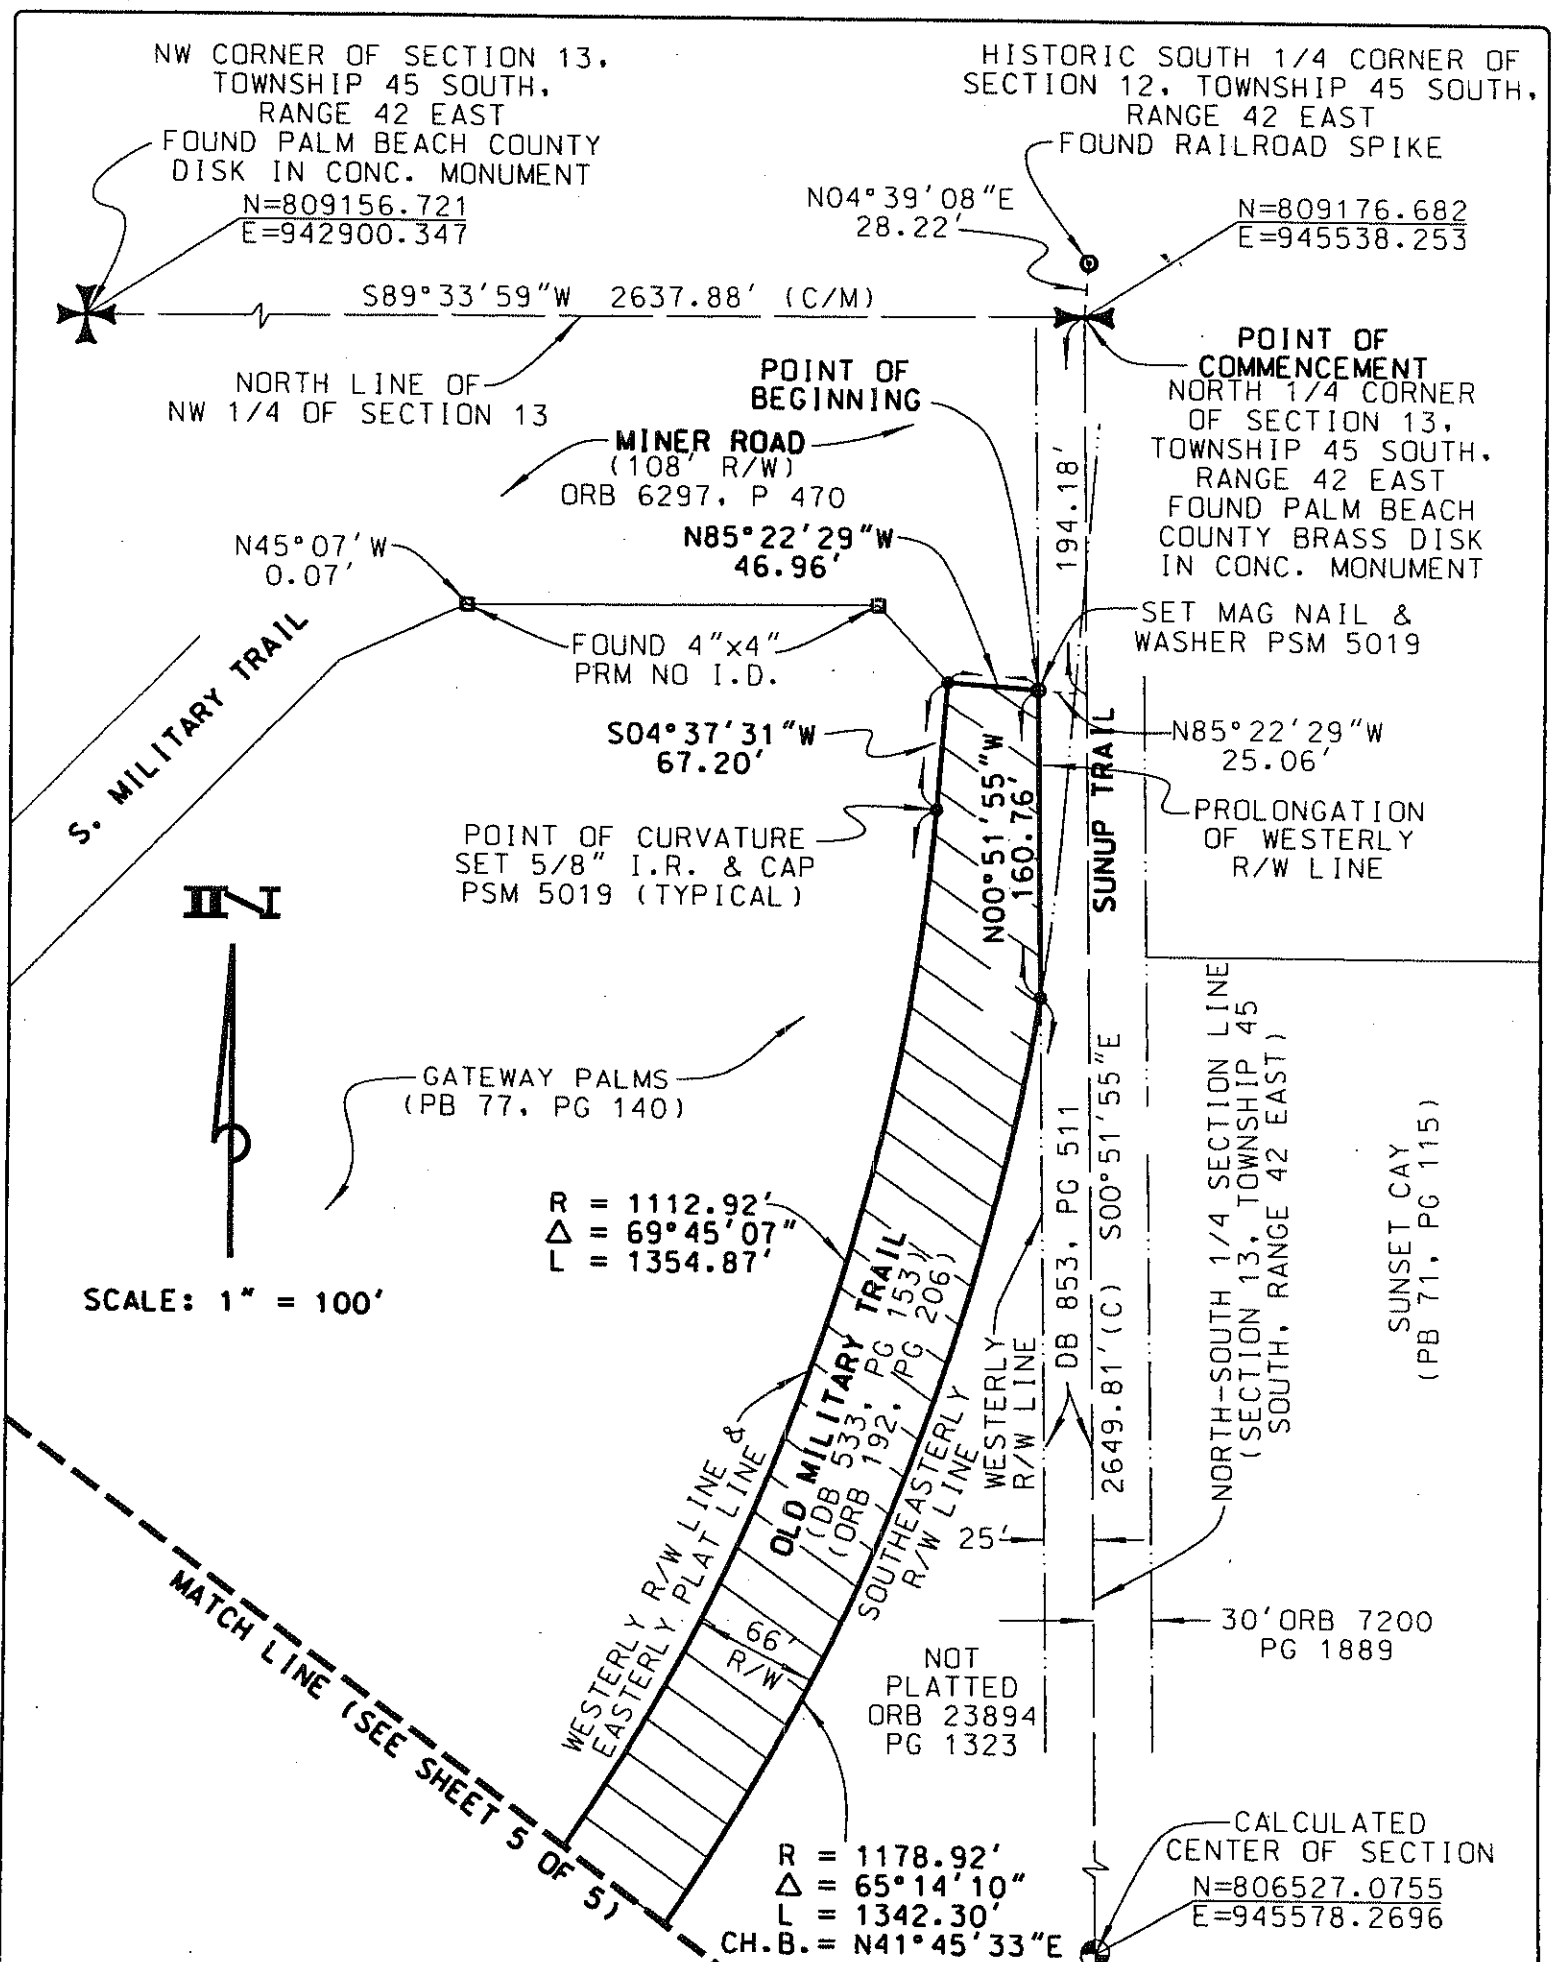 NW CORNER OF SECTION 13,
TOWNSHIP 45 SOUTH,
RANGE 42 EAST
FOUND PALM BEACH COUNTY
DISK IN CONC. MONUMENT
N=809156.721
E=942900.347
HISTORIC SOUTH 1/4 CORNER OF
SECTION 12, TOWNSHIP 45 SOUTH,
RANGE 42 EAST
FOUND RAILROAD SPIKE
N04°39'08"E
28.22'
N=809176.682
E=945538.253
S89°33'59"W 2637.88' (C/M)
NORTH LINE OF
NW 1/4 OF SECTION 13
POINT OF
BEGINNING
POINT OF
COMMENCEMENT
NORTH 1/4 CORNER
OF SECTION 13,
TOWNSHIP 45 SOUTH,
RANGE 42 EAST
FOUND PALM BEACH
COUNTY BRASS DISK
IN CONC. MONUMENT
MINER ROAD
(108' R/W)
ORB 6297, P 470
194.18'
N45°07'W
0.07'
N85°22'29"W
46.96'
FOUND 4"x4"
PRM NO I.D.
SET MAG NAIL &
WASHER PSM 5019
S. MILITARY TRAIL
S04°37'31"W
67.20'
N00°51'55"W
160.76'
SUNUP TRAIL
N85°22'29"W
25.06'
PROLONGATION
OF WESTERLY
R/W LINE
POINT OF CURVATURE
SET 5/8" I.R. & CAP
PSM 5019 (TYPICAL)
GATEWAY PALMS
(PB 77, PG 140)
SCALE: 1" = 100'
R = 1112.92'
Δ = 69°45'07"
L = 1354.87'
OLD MILITARY TRAIL
(DB 533, PG 153)
(ORB 192, PG 206)
WESTERLY R/W LINE &
EASTERLY PLAT LINE
SOUTHEASTERLY
R/W LINE
66'
R/W
WESTERLY
R/W LINE
DB 853, PG 511
2649.81'(C) S00°51'55"E
NORTH-SOUTH 1/4 SECTION LINE
(SECTION 13, TOWNSHIP 45
SOUTH, RANGE 42 EAST)
SUNSET CAY
(PB 71, PG 115)
25'
30'ORB 7200
PG 1889
NOT
PLATTED
ORB 23894
PG 1323
MATCH LINE (SEE SHEET 5 OF 5)
R = 1178.92'
Δ = 65°14'10"
L = 1342.30'
CH.B.= N41°45'33"E
CALCULATED
CENTER OF SECTION
N=806527.0755
E=945578.2696